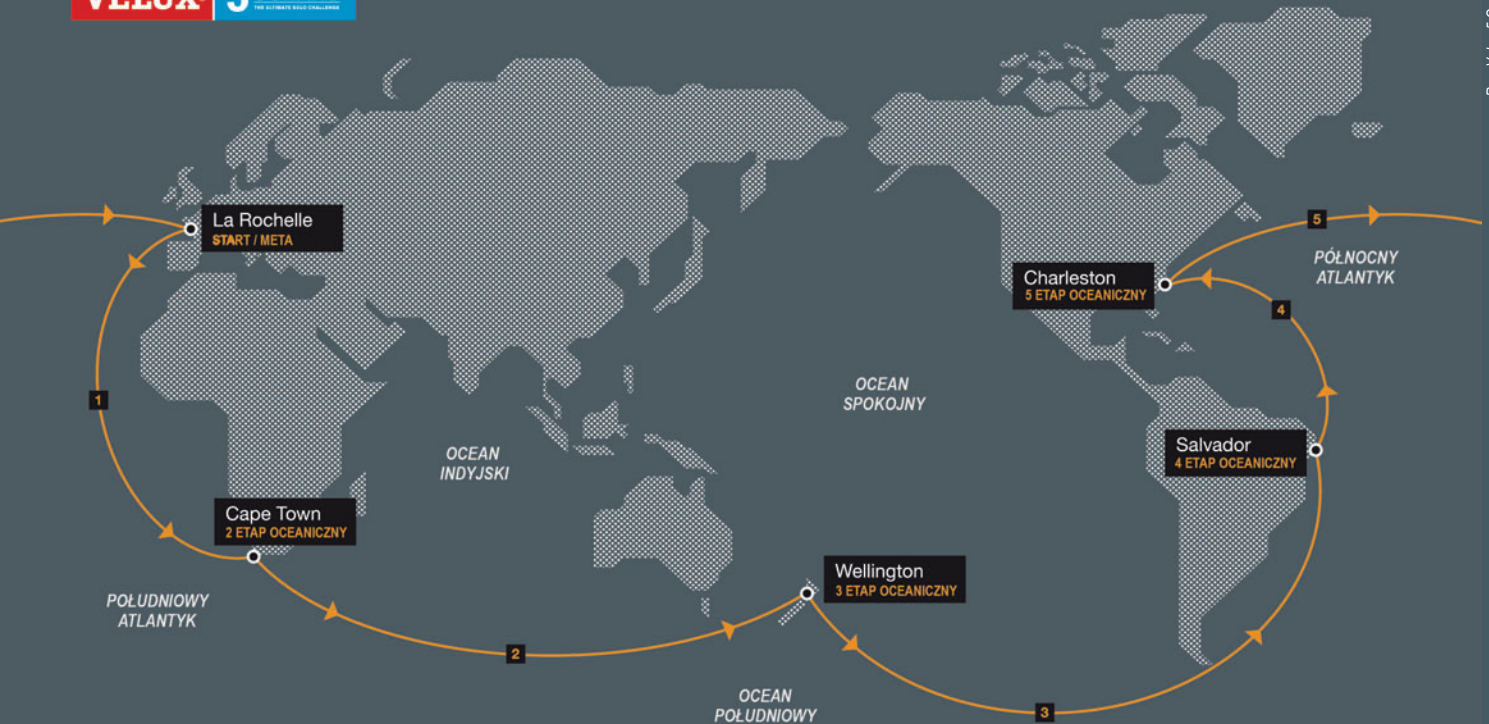 VELUX
5
THE ULTIMATE SOLO CHALLENGE
La Rochelle
START / META
5
PÓŁNOCNY
ATLANTYK
Charleston
5 ETAP OCEANICZNY
4
OCEAN
SPOKOJNY
1
OCEAN
INDYJSKI
Salvador
4 ETAP OCEANICZNY
Cape Town
2 ETAP OCEANICZNY
Wellington
3 ETAP OCEANICZNY
POŁUDNIOWY
ATLANTYK
2
OCEAN
POŁUDNIOWY
3